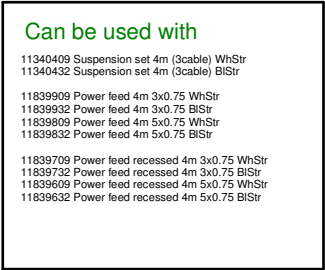 Can be used with
11340409 Suspension set 4m (3cable) WhStr
11340432 Suspension set 4m (3cable) BlStr
11839909 Power feed 4m 3x0.75 WhStr
11839932 Power feed 4m 3x0.75 BlStr
11839809 Power feed 4m 5x0.75 WhStr
11839832 Power feed 4m 5x0.75 BlStr
11839709 Power feed recessed 4m 3x0.75 WhStr
11839732 Power feed recessed 4m 3x0.75 BlStr
11839609 Power feed recessed 4m 5x0.75 WhStr
11839632 Power feed recessed 4m 5x0.75 BlStr